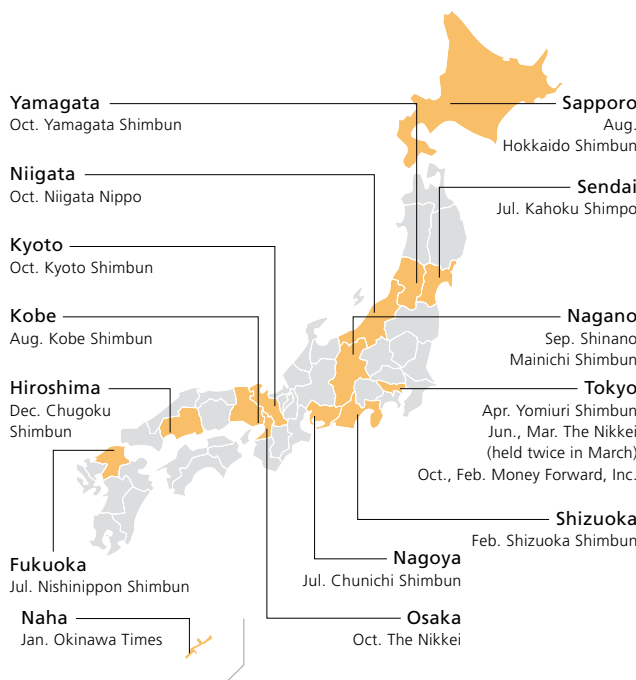 Yamagata
Oct. Yamagata Shimbun
Niigata
Oct. Niigata Nippo
Kyoto
Oct. Kyoto Shimbun
Kobe
Aug. Kobe Shimbun
Hiroshima
Dec. Chugoku
Shimbun
Fukuoka
Jul. Nishinippon Shimbun
Naha
Jan. Okinawa Times
Sapporo
Aug.
Hokkaido Shimbun
Sendai
Jul. Kahoku Shimpo
Nagano
Sep. Shinano
Mainichi Shimbun
Tokyo
Apr. Yomiuri Shimbun
Jun., Mar. The Nikkei
(held twice in March)
Oct., Feb. Money Forward, Inc.
Shizuoka
Feb. Shizuoka Shimbun
Nagoya
Jul. Chunichi Shimbun
Osaka
Oct. The Nikkei